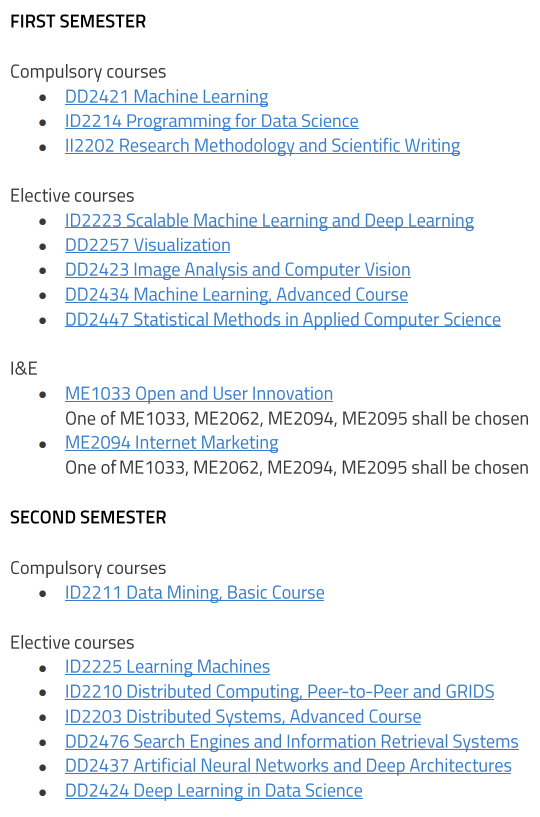 FIRST SEMESTER
Compulsory courses
• DD2421 Machine Learning
• ID2214 Programming for Data Science
• II2202 Research Methodology and Scientific Writing
Elective courses
• ID2223 Scalable Machine Learning and Deep Learning
• DD2257 Visualization
• DD2423 Image Analysis and Computer Vision
• DD2434 Machine Learning, Advanced Course
• DD2447 Statistical Methods in Applied Computer Science
I&E
• ME1033 Open and User Innovation
One of ME1033, ME2062, ME2094, ME2095 shall be chosen
• ME2094 Internet Marketing
One of ME1033, ME2062, ME2094, ME2095 shall be chosen
SECOND SEMESTER
Compulsory courses
• ID2211 Data Mining, Basic Course
Elective courses
• ID2225 Learning Machines
• ID2210 Distributed Computing, Peer-to-Peer and GRIDS
• ID2203 Distributed Systems, Advanced Course
• DD2476 Search Engines and Information Retrieval Systems
• DD2437 Artificial Neural Networks and Deep Architectures
• DD2424 Deep Learning in Data Science